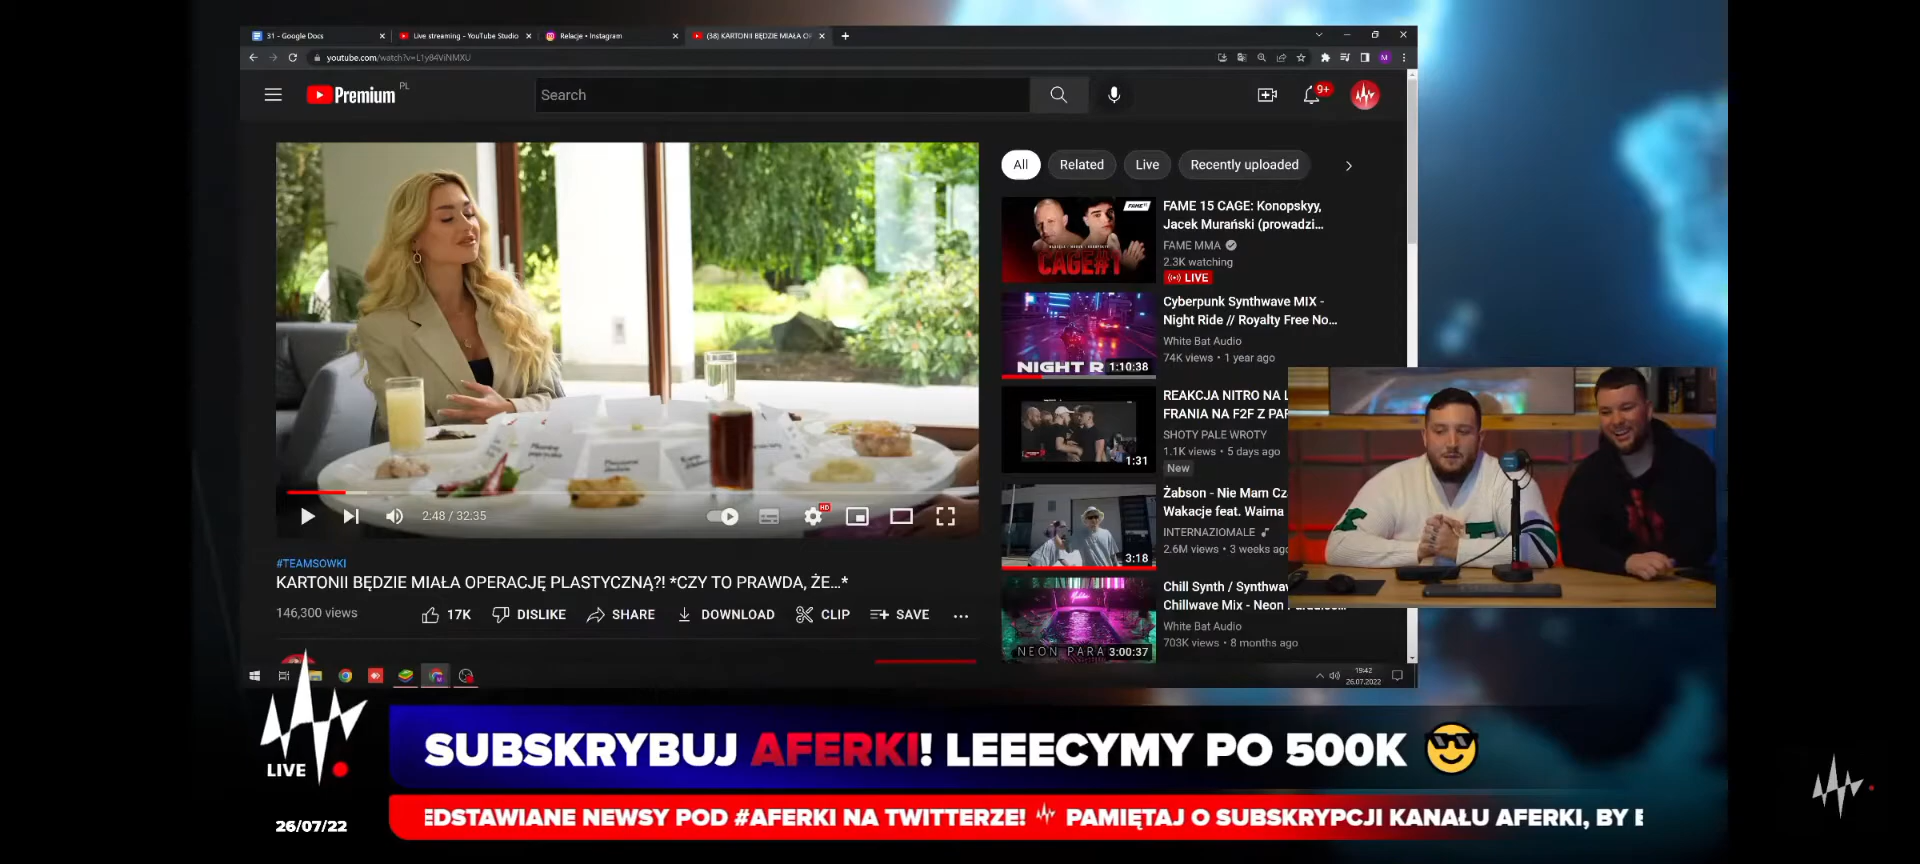 31 - Google Docs
Live streaming - YouTube Studio
Relacje • Instagram
(38) KARTONII BĘDZIE MIAŁA O
youtube.com/watch?v=L1y84ViNMXU
M
Premium PL
Search
9+
All
Related
Live
Recently uploaded
FAME 15 CAGE: Konopskyy,
Jacek Murański (prowadzi...
FAME MMA
2.3K watching
LIVE
FAME
CAGE#1
Cyberpunk Synthwave MIX -
Night Ride // Royalty Free No...
White Bat Audio
74K views • 1 year ago
NIGHT R
1:10:38
REAKCJA NITRO NA L
FRANIA NA F2F Z PA
SHOTY PALE WROTY
1.1K views • 5 days ago
New
1:31
Żabson - Nie Mam Cz
Wakacje feat. Waima
INTERNAZIOMALE
2.6M views • 3 weeks ago
3:18
Chill Synth / Synthwav
Chillwave Mix - Neon
White Bat Audio
703K views • 8 months ago
NEON PARA
3:00:37
2:48 / 32:35
HD
#TEAMSOWKI
KARTONII BĘDZIE MIAŁA OPERACJĘ PLASTYCZNĄ?! *CZY TO PRAWDA, ŻE...*
146,300 views
17K
DISLIKE
SHARE
DOWNLOAD
CLIP
SAVE
19:42
26.07.2022
LIVE
SUBSKRYBUJ AFERKI! LEEECYMY PO 500K 😎
26/07/22
EDSTAWIANE NEWSY POD #AFERKI NA TWITTERZE! PAMIĘTAJ O SUBSKRYPCJI KANAŁU AFERKI, BY